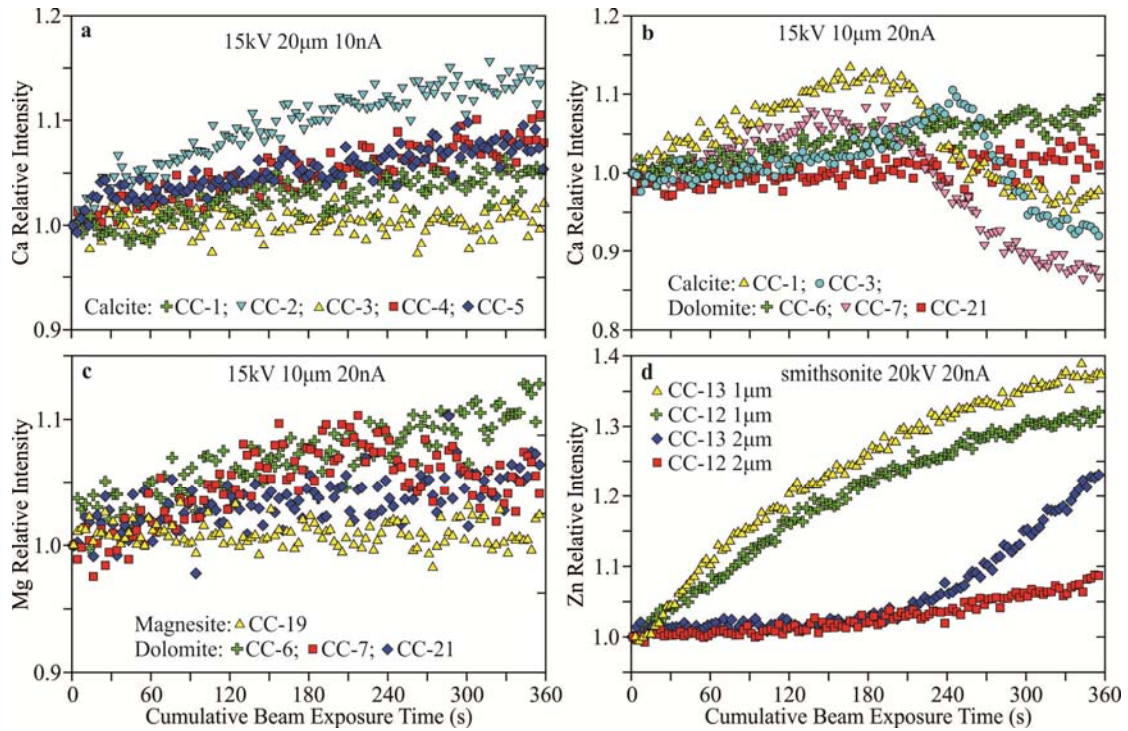 a
15kV 20μm 10nA
1.2
1.1
1.0
0.9
Ca Relative Intensity
Calcite: CC-1; CC-2; CC-3; CC-4; CC-5
b
15kV 10μm 20nA
1.2
1.1
1.0
0.9
0.8
Ca Relative Intensity
Calcite: CC-1; CC-3;
Dolomite: CC-6; CC-7; CC-21
c
15kV 10μm 20nA
1.1
1.0
0.9
Mg Relative Intensity
Magnesite: CC-19
Dolomite: CC-6; CC-7; CC-21
0 60 120 180 240 300 360
Cumulative Beam Exposure Time (s)
d
smithsonite 20kV 20nA
CC-13 1μm
CC-12 1μm
CC-13 2μm
CC-12 2μm
1.4
1.3
1.2
1.1
1.0
Zn Relative Intensity
0 60 120 180 240 300 360
Cumulative Beam Exposure Time (s)